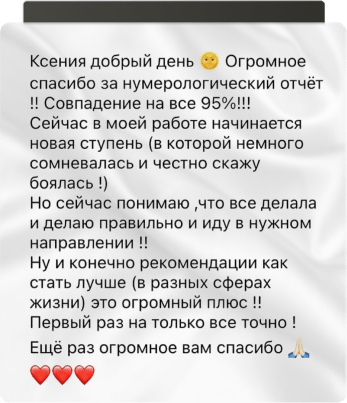 Ксения добрый день 🌝 Огромное
спасибо за нумерологический отчёт
!! Совпадение на все 95%!!!
Сейчас в моей работе начинается
новая ступень (в которой немного
сомневалась и честно скажу
боялась !)
Но сейчас понимаю ,что все делала
и делаю правильно и иду в нужном
направлении !!
Ну и конечно рекомендации как
стать лучше (в разных сферах
жизни) это огромный плюс !!
Первый раз на только все точно !
Ещё раз огромное вам спасибо 🙏🏻
❤️❤️❤️